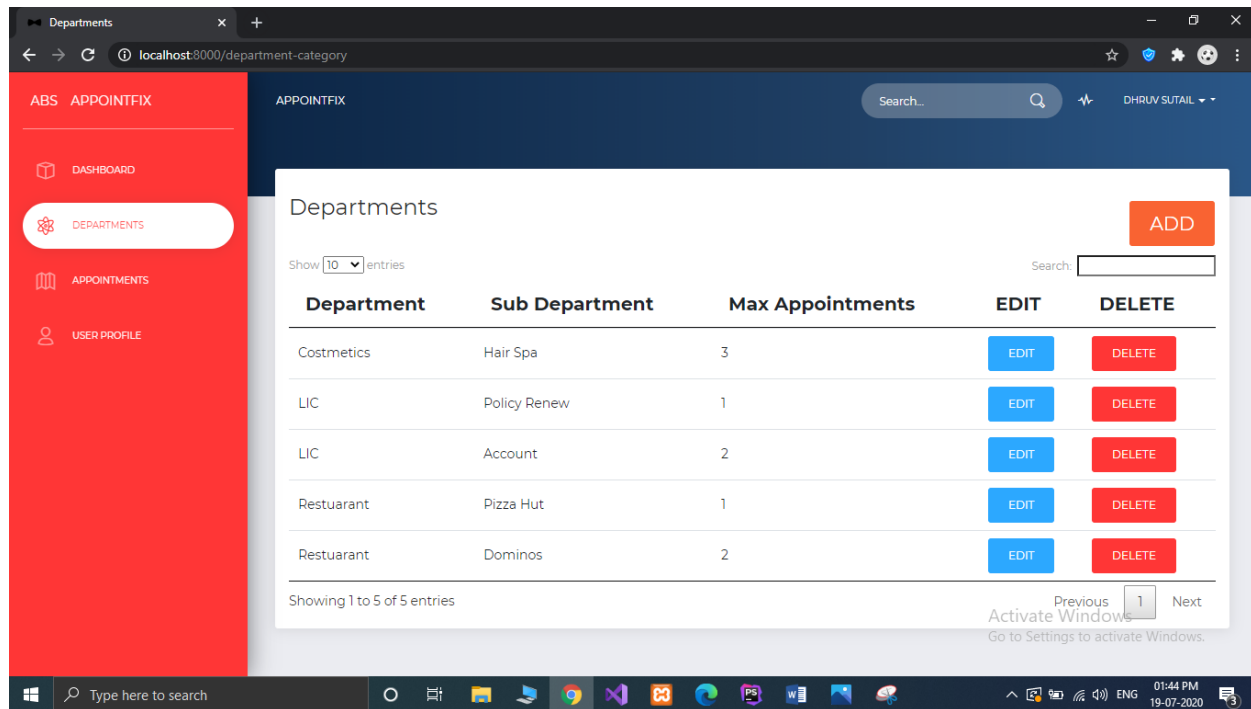 Departments
localhost:8000/department-category
ABS APPOINTFIX
APPOINTFIX
Search...
DHRUV SUTAIL
DASHBOARD
DEPARTMENTS
APPOINTMENTS
USER PROFILE
Departments
ADD
Show 10 entries
Search:
Department Sub Department Max Appointments EDIT DELETE
Costmetics Hair Spa 3 EDIT DELETE
LIC Policy Renew 1 EDIT DELETE
LIC Account 2 EDIT DELETE
Restuarant Pizza Hut 1 EDIT DELETE
Restuarant Dominos 2 EDIT DELETE
Showing 1 to 5 of 5 entries
Previous 1 Next
Activate Windows
Go to Settings to activate Windows.
Type here to search
PS
W
ENG
01:44 PM
19-07-2020
3